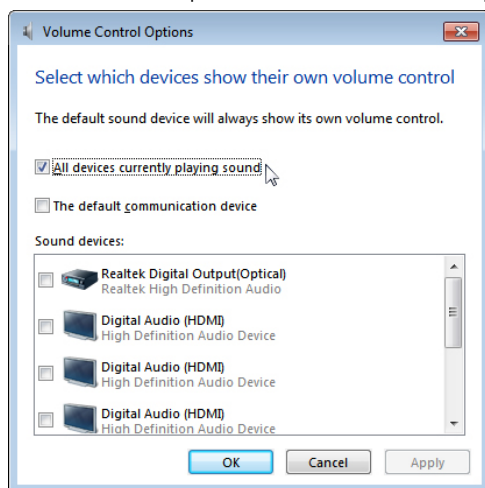 Volume Control Options
Select which devices show their own volume control
The default sound device will always show its own volume control.
All devices currently playing sound
The default communication device
Sound devices:
Realtek Digital Output(Optical)
Realtek High Definition Audio
Digital Audio (HDMI)
High Definition Audio Device
Digital Audio (HDMI)
High Definition Audio Device
Digital Audio (HDMI)
High Definition Audio Device
OK Cancel Apply